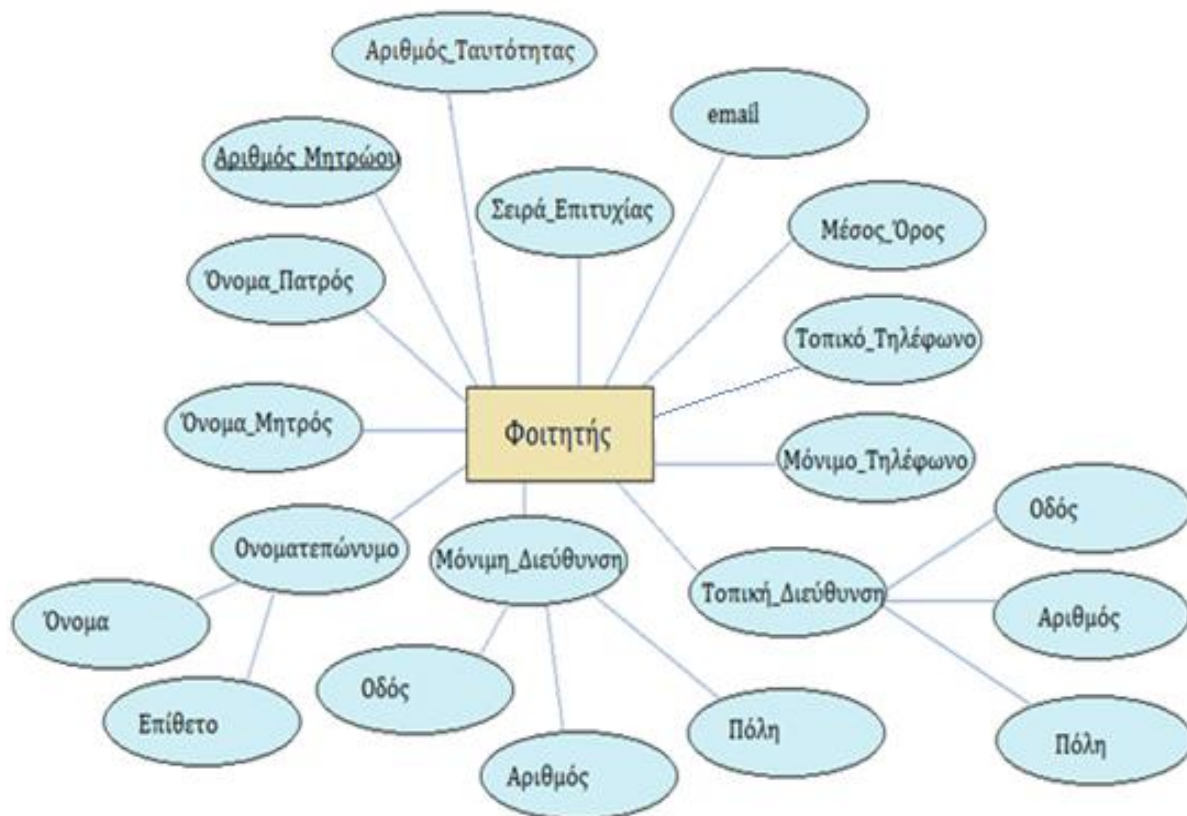 Αριθμός_Ταυτότητας
email
Αριθμός_Μητρώου
Σειρά_Επιτυχίας
Μέσος_Όρος
Όνομα_Πατρός
Τοπικό_Τηλέφωνο
Όνομα_Μητρός
Φοιτητής
Μόνιμο_Τηλέφωνο
Οδός
Ονοματεπώνυμο
Μόνιμη_Διεύθυνση
Τοπική_Διεύθυνση
Αριθμός
Όνομα
Οδός
Επίθετο
Πόλη
Πόλη
Αριθμός